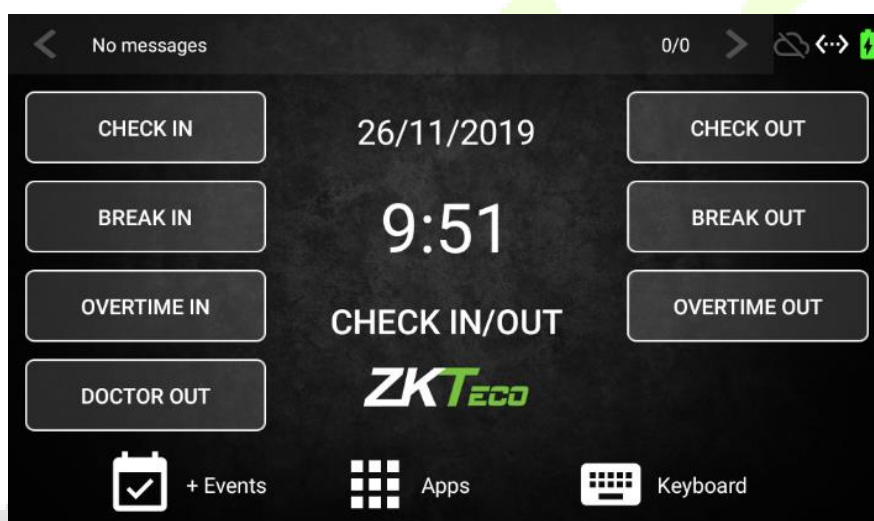 No messages 0/0
CHECK IN
26/11/2019
CHECK OUT
BREAK IN
9:51
BREAK OUT
OVERTIME IN
CHECK IN/OUT
OVERTIME OUT
DOCTOR OUT
ZKTECO
+ Events
Apps
Keyboard